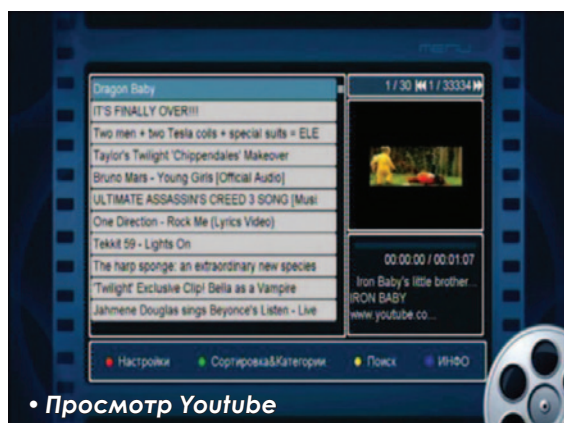 menu
Dragon Baby
1 / 30 1 / 33334
IT'S FINALLY OVER!!!
Two men + two Tesla coils + special suits = ELE
Taylor's Twilight 'Chippendales' Makeover
Bruno Mars - Young Girls [Official Audio]
ULTIMATE ASSASSIN'S CREED 3 SONG [Musi
One Direction - Rock Me (Lyrics Video)
Tekkit 59 - Lights On
The harp sponge: an extraordinary new species
'Twilight' Exclusive Clip! Bella as a Vampire
Jahmene Douglas sings Beyonce's Listen - Live
00:00:00 / 00:01:07
Iron Baby's little brother...
IRON BABY
www.youtube.co...
Настройки Сортировка&Категории Поиск ИНФО
• Просмотр Youtube